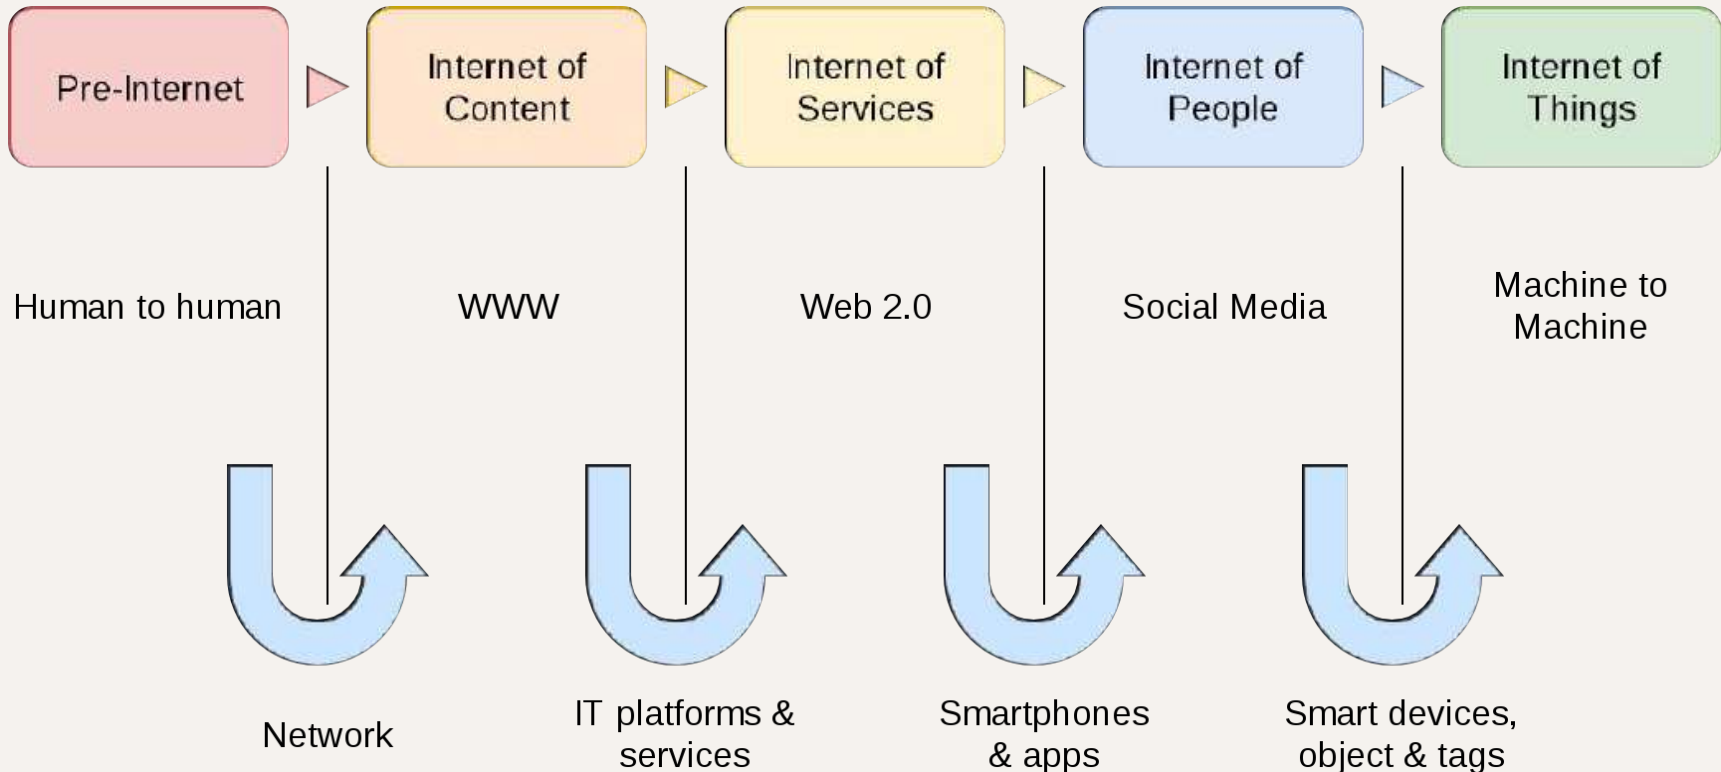 Pre-Internet
Internet of
Content
Internet of
Services
Internet of
People
Internet of
Things
Human to human
WWW
Web 2.0
Social Media
Machine to
Machine
Network
IT platforms &
services
Smartphones
& apps
Smart devices,
object & tags